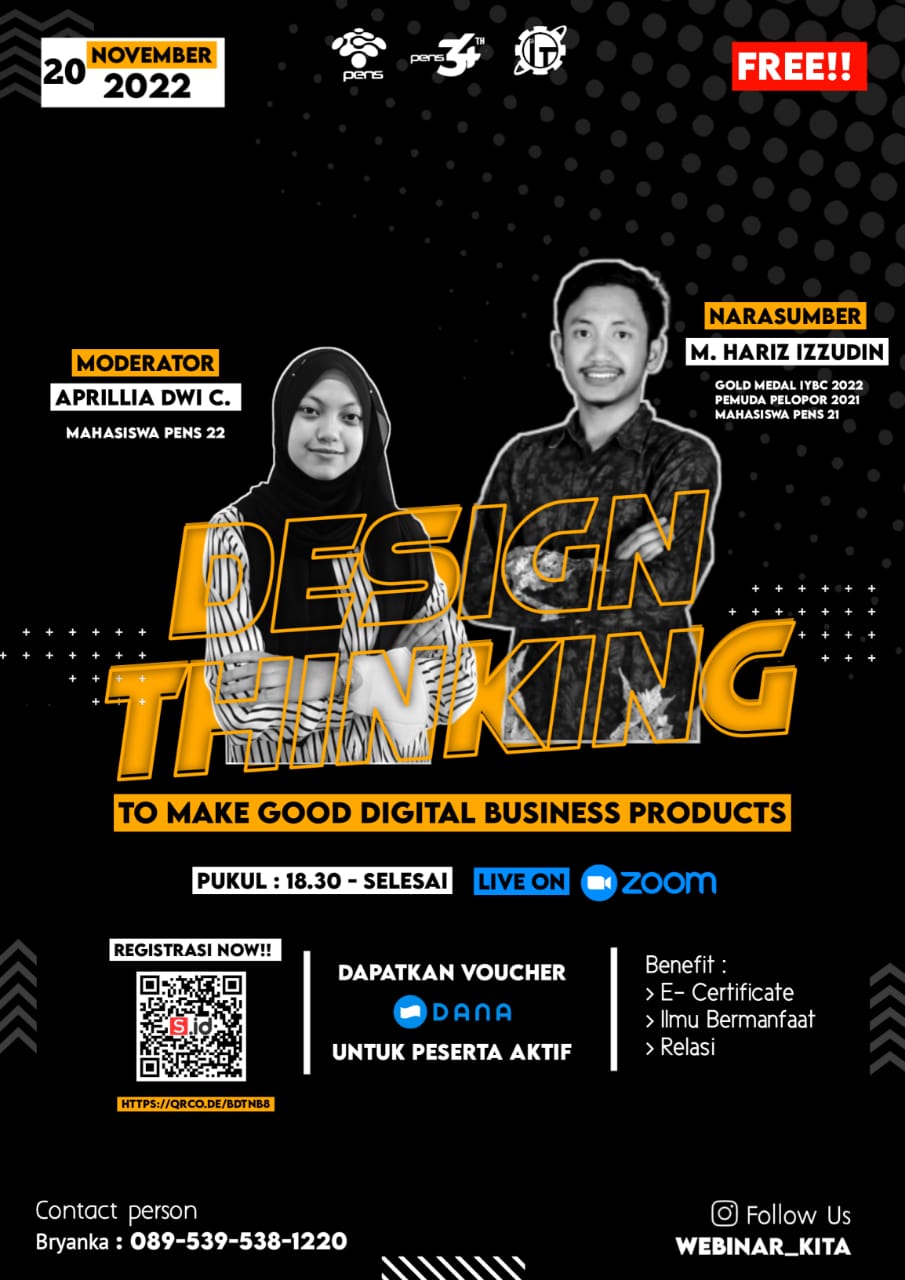 20
NOVEMBER
2022
pens
pens 34TH
IT
FREE!!
NARASUMBER
M. HARIZ IZZUDIN
GOLD MEDAL IYBC 2022
PEMUDA PELOPOR 2021
MAHASISWA PENS 21
MODERATOR
APRILLIA DWI C.
MAHASISWA PENS 22
DESIGN
THINKING
TO MAKE GOOD DIGITAL BUSINESS PRODUCTS
PUKUL : 18.30 - SELESAI
LIVE ON zoom
REGISTRASI NOW!!
S.id
HTTPS://QRCO.DE/BDTNB8
DAPATKAN VOUCHER
DANA
UNTUK PESERTA AKTIF
Benefit :
> E- Certificate
> Ilmu Bermanfaat
> Relasi
Contact person
Bryanka : 089-539-538-1220
Follow Us
WEBINAR_KITA